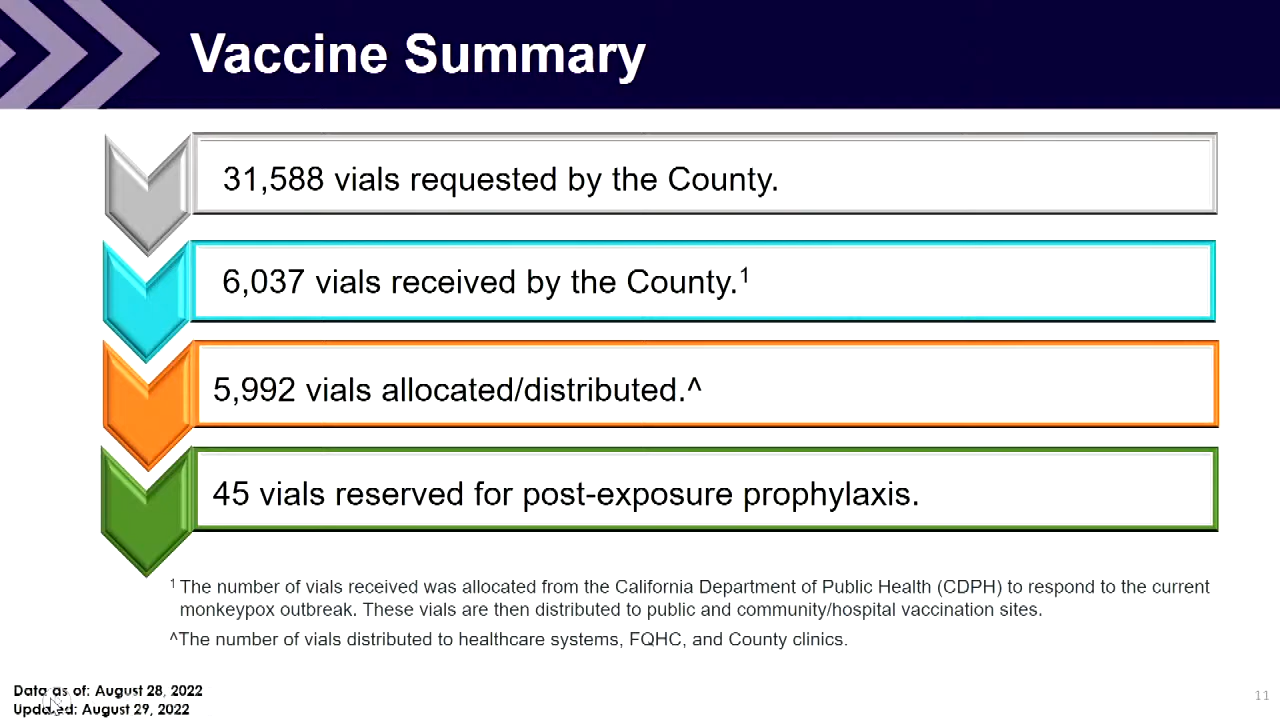 Vaccine Summary
31,588 vials requested by the County.
6,037 vials received by the County.¹
5,992 vials allocated/distributed.^
45 vials reserved for post-exposure prophylaxis.
¹ The number of vials received was allocated from the California Department of Public Health (CDPH) to respond to the current
monkeypox outbreak. These vials are then distributed to public and community/hospital vaccination sites.
^The number of vials distributed to healthcare systems, FQHC, and County clinics.
Data as of: August 28, 2022
Updated: August 29, 2022
11